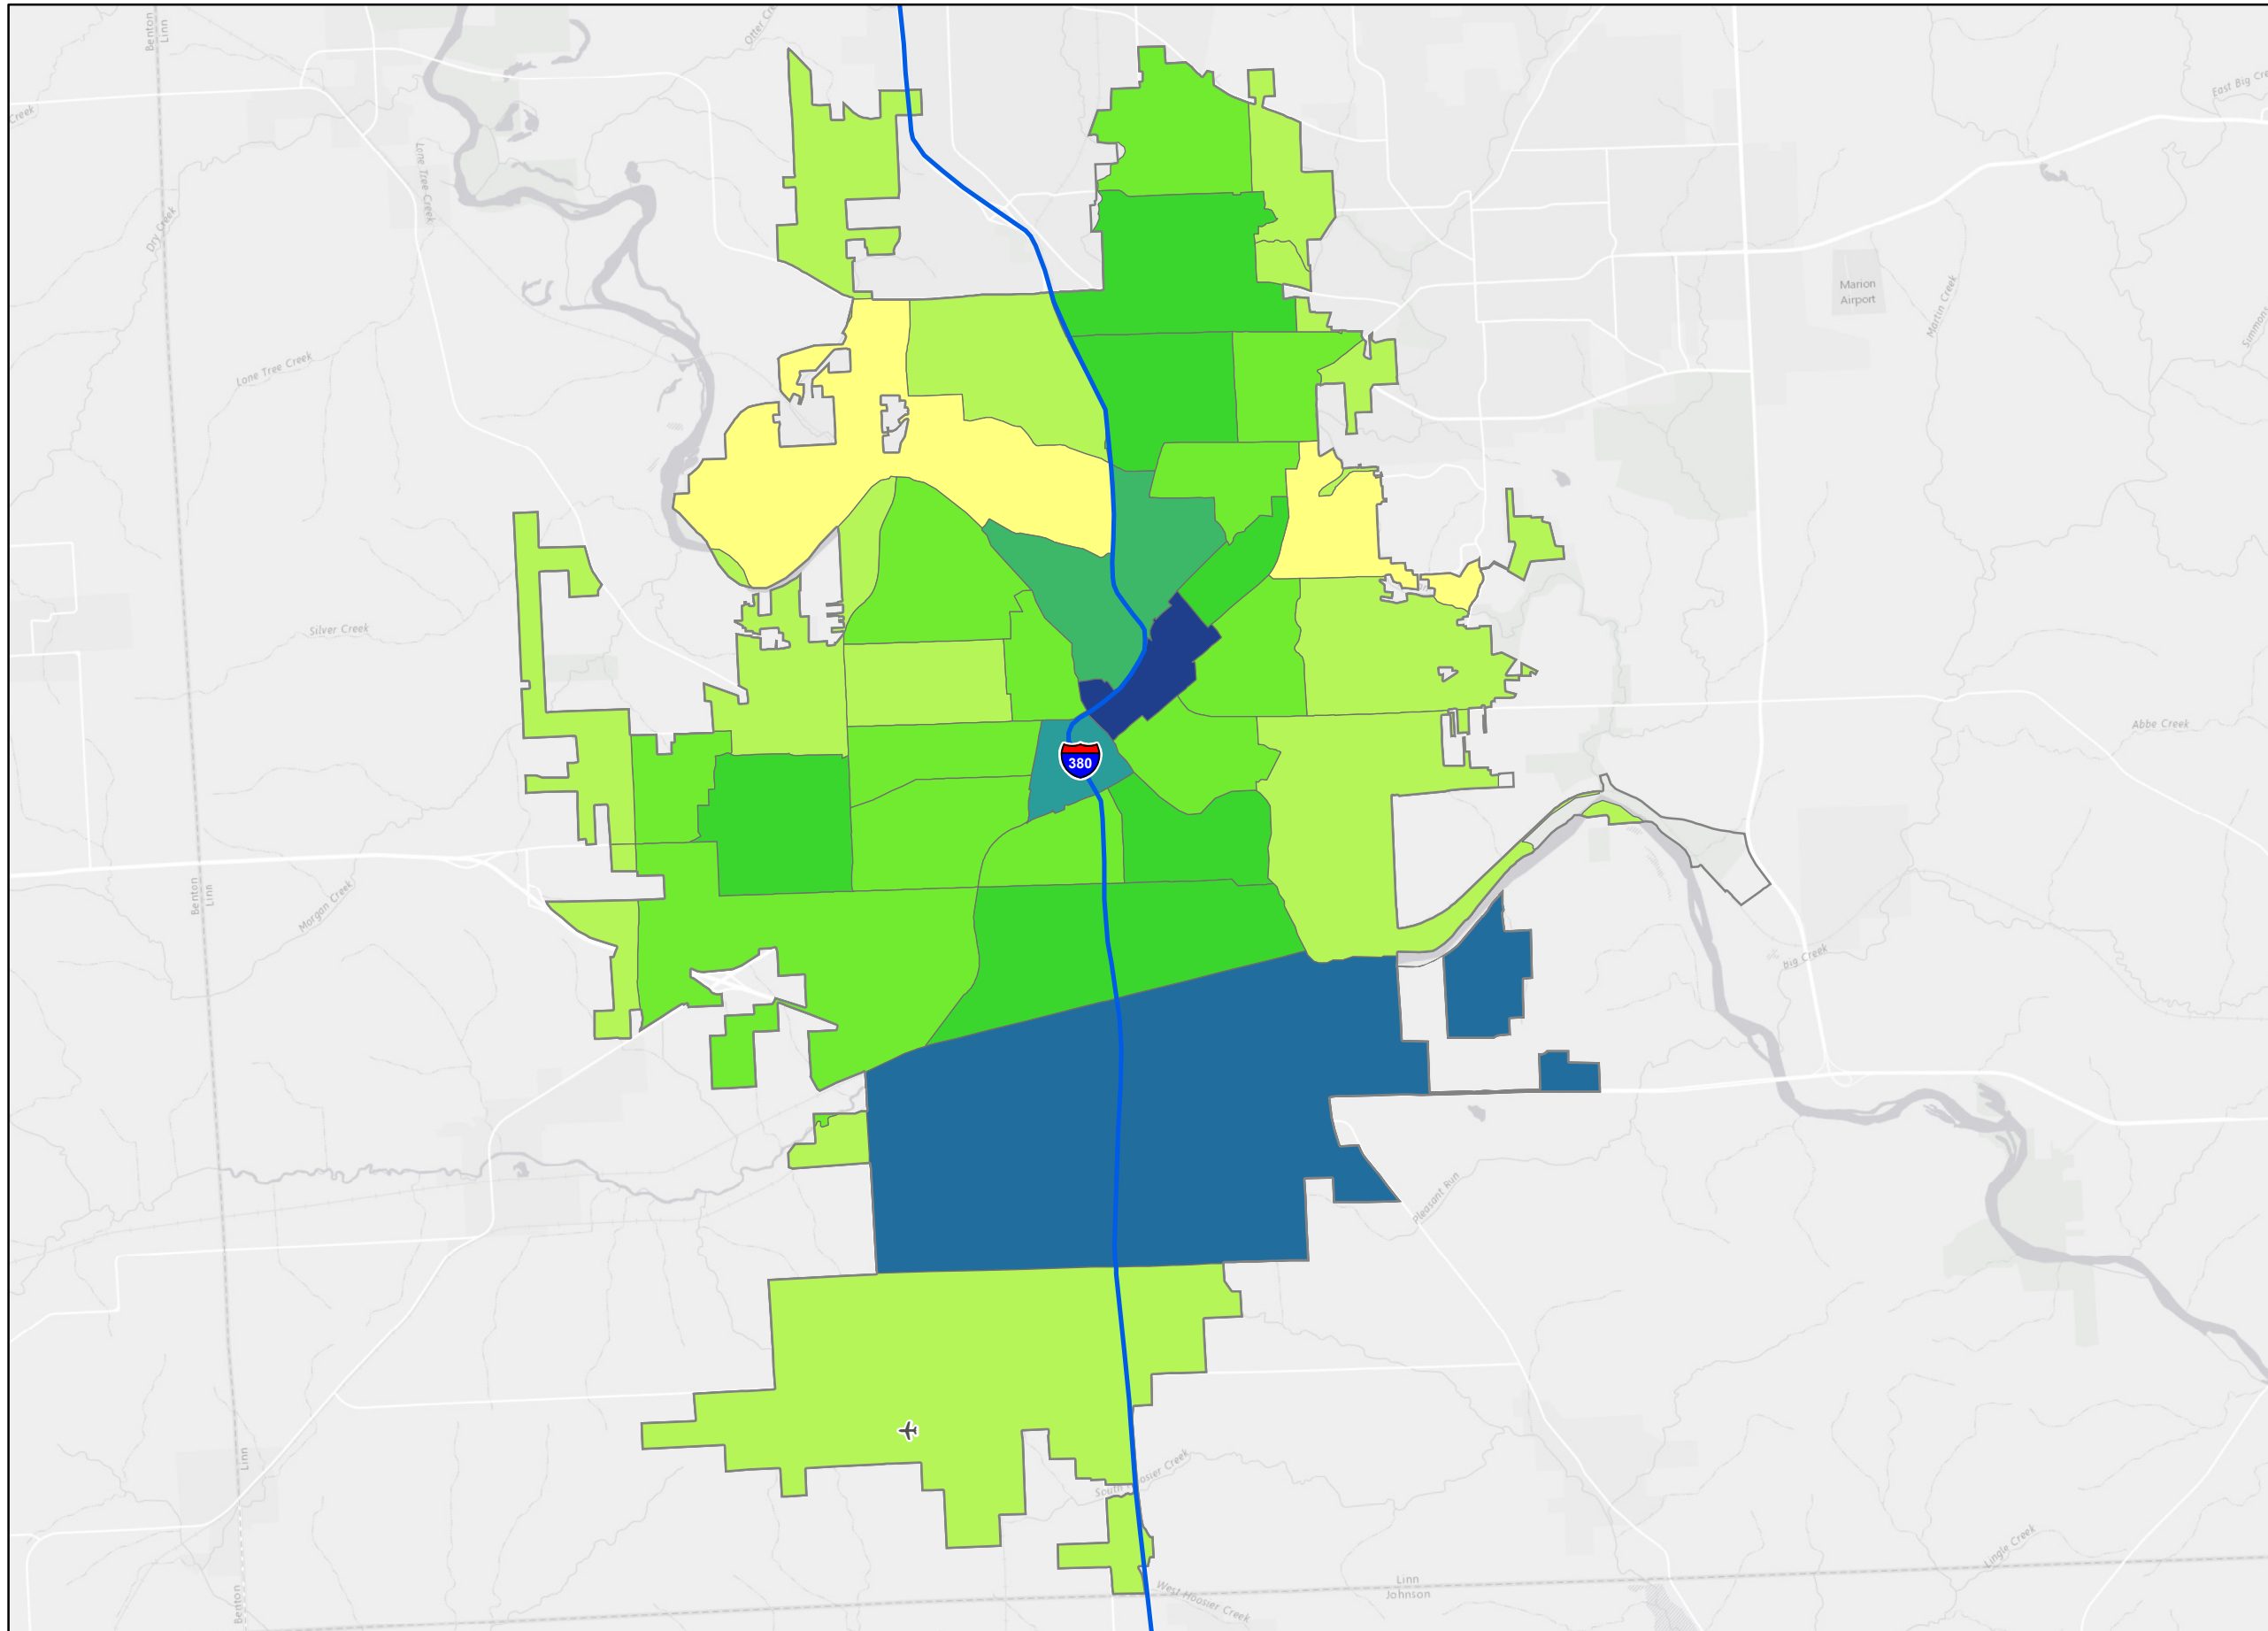 Benton
Linn
Otter Cre
East Big Cre
Creek
Lone Tree Creek
Dry Creek
Marion
Airport
Martin Creek
Simmons
Lone Tree Creek
Silver Creek
Abbe Creek
380
Benton
Linn
Morgan Creek
Big Creek
Pleasant Run
Linn
South Hoosier Creek
Benton
West Hoosier Creek
Linn
Johnson
Lingle Creek